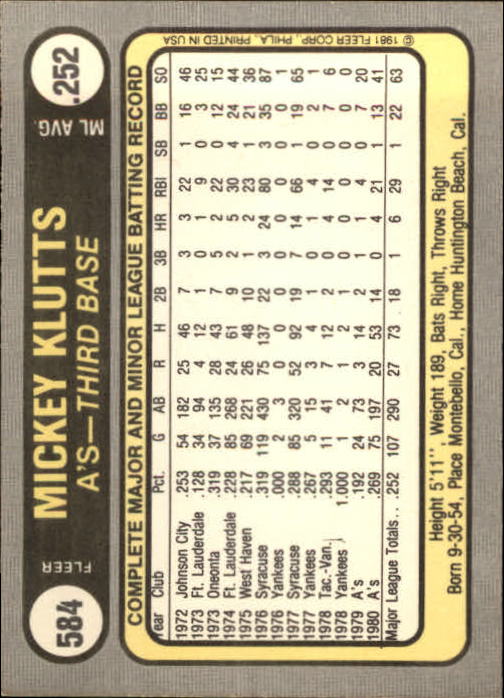 584
FLEER
MICKEY KLUTTS
A'S—THIRD BASE
ML AVG. .252
COMPLETE MAJOR AND MINOR LEAGUE BATTING RECORD
Year Club Pct. G AB R H 2B 3B HR RBI SB BB SO
1972 Johnson City .253 54 182 25 46 7 3 3 22 1 16 46
1973 Ft. Lauderdale .128 34 94 4 12 1 0 1 9 0 3 25
1973 Oneonta .319 37 135 28 43 7 5 2 22 0 12 15
1974 Ft. Lauderdale .228 85 268 24 61 9 2 5 30 4 24 44
1975 West Haven .217 69 221 26 48 10 1 2 23 1 21 36
1976 Syracuse .319 119 430 75 137 22 3 24 80 3 35 87
1976 Yankees .000 2 3 0 0 0 0 0 0 0 0 1
1977 Syracuse .288 85 320 52 92 19 7 14 66 0 19 65
1977 Yankees .267 5 15 3 4 1 0 1 4 1 2 1
1978 Tac.-Van. .293 11 41 7 12 2 1 4 14 0 7 6
1978 Yankees 1.000 1 2 1 2 1 0 0 0 0 0 0
1979 A's .192 24 73 3 14 2 1 1 4 0 7 20
1980 A's .269 75 197 20 53 14 0 4 21 1 13 41
Major League Totals.. .252 107 290 27 73 18 1 6 29 1 22 63
Height 5'11", Weight 189, Bats Right, Throws Right
Born 9-30-54, Place Montebello, Cal., Home Huntington Beach, Cal.
© 1981 FLEER CORP., PHILA., PA. PRINTED IN USA